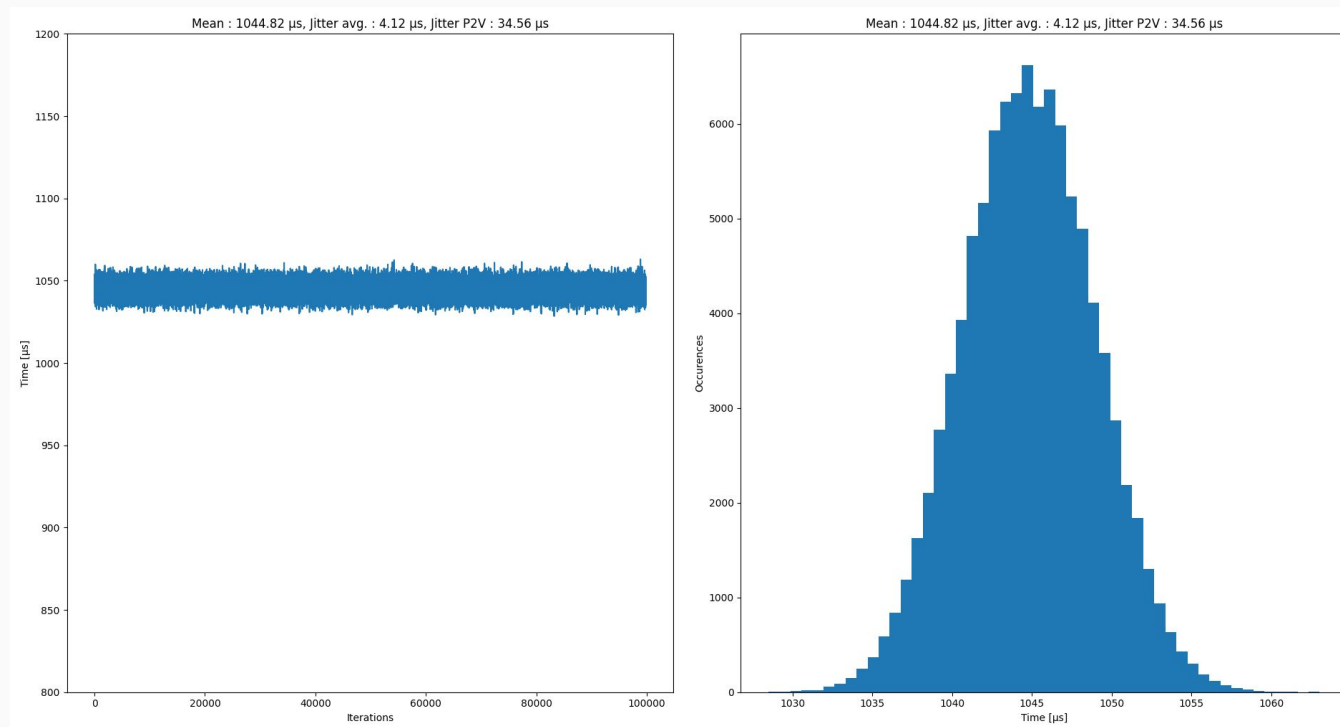 Mean : 1044.82 µs, Jitter avg. : 4.12 µs, Jitter P2V : 34.56 µs
1200
1150
1100
1050
1000
950
900
850
800
Time [µs]
0 20000 40000 60000 80000 100000
Iterations
Mean : 1044.82 µs, Jitter avg. : 4.12 µs, Jitter P2V : 34.56 µs
6000
5000
4000
3000
2000
1000
0
Occurences
1030 1035 1040 1045 1050 1055 1060
Time [µs]